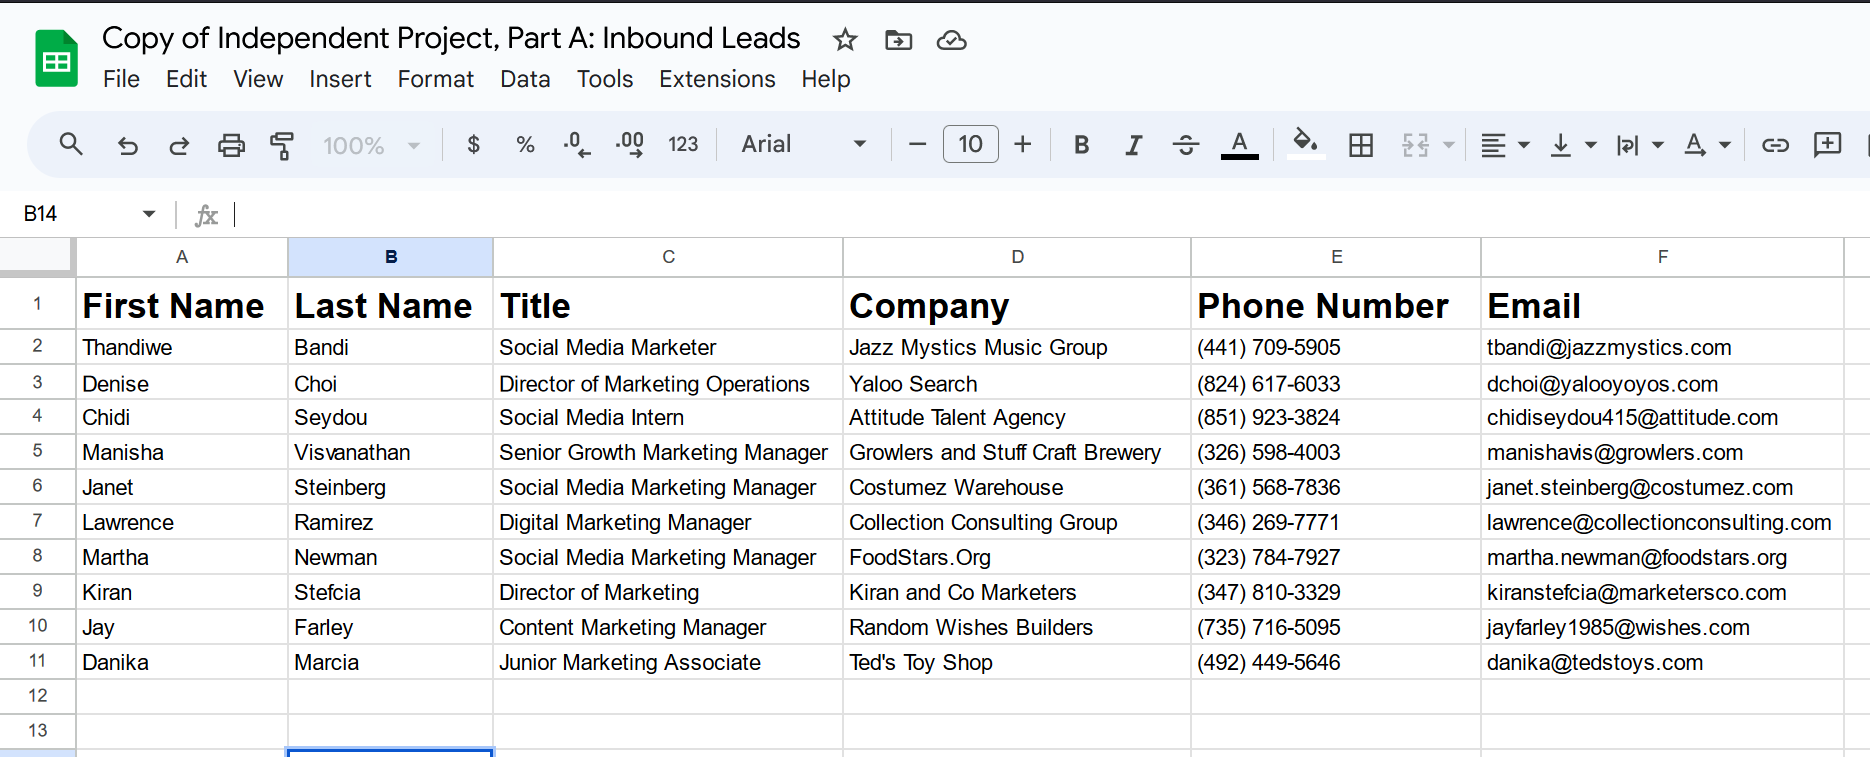 Copy of Independent Project, Part A: Inbound Leads
File Edit View Insert Format Data Tools Extensions Help
100% $ % .0 .00 123 Arial 10 B I S A A
B14 fx
A B C D E F
1 First Name Last Name Title Company Phone Number Email
2 Thandiwe Bandi Social Media Marketer Jazz Mystics Music Group (441) 709-5905 tbandi@jazzmystics.com
3 Denise Choi Director of Marketing Operations Yaloo Search (824) 617-6033 dchoi@yalooyoyos.com
4 Chidi Seydou Social Media Intern Attitude Talent Agency (851) 923-3824 chidiseydou415@attitude.com
5 Manisha Visvanathan Senior Growth Marketing Manager Growlers and Stuff Craft Brewery (326) 598-4003 manishavis@growlers.com
6 Janet Steinberg Social Media Marketing Manager Costumez Warehouse (361) 568-7836 janet.steinberg@costumez.com
7 Lawrence Ramirez Digital Marketing Manager Collection Consulting Group (346) 269-7771 lawrence@collectionconsulting.com
8 Martha Newman Social Media Marketing Manager FoodStars.Org (323) 784-7927 martha.newman@foodstars.org
9 Kiran Stefcia Director of Marketing Kiran and Co Marketers (347) 810-3329 kiranstefcia@marketersco.com
10 Jay Farley Content Marketing Manager Random Wishes Builders (735) 716-5095 jayfarley1985@wishes.com
11 Danika Marcia Junior Marketing Associate Ted's Toy Shop (492) 449-5646 danika@tedstoys.com
12
13